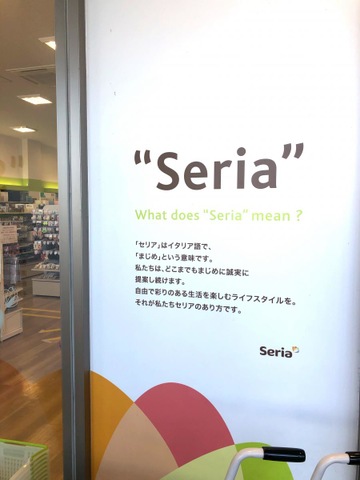 “Seria”
What does “Seria” mean ?
「セリア」はイタリア語で、
「まじめ」という意味です。
私たちは、どこまでもまじめに誠実に
提案し続けます。
自由で彩りのある生活を楽しむライフスタイルを。
それが私たちセリアのあり方です。
Seria